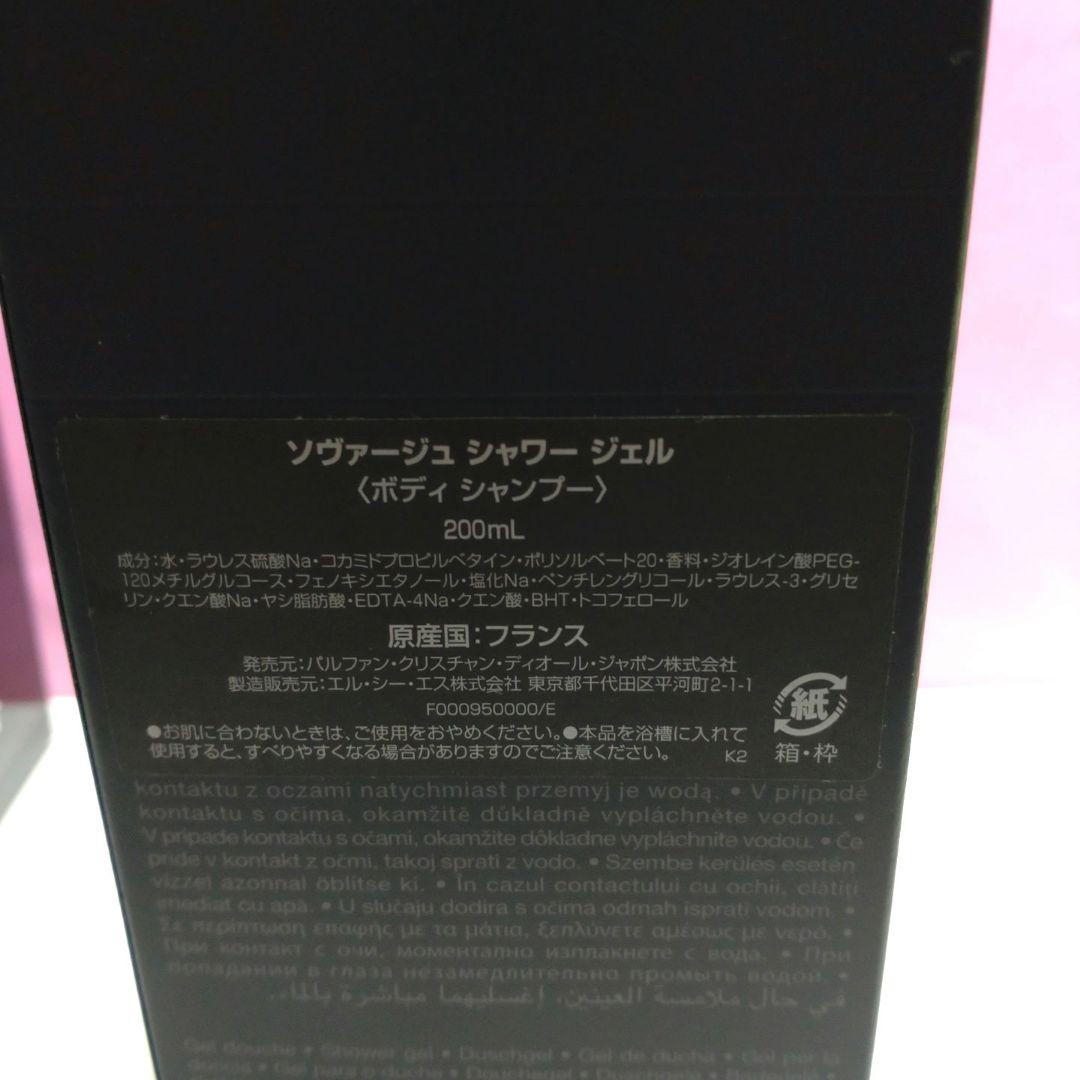 ソヴァージュ シャワー ジェル
〈ボディ シャンプー〉
200mL
成分:水・ラウレス硫酸Na・コカミドプロピルベタイン・ポリソルベート20・香料・ジオレイン酸PEG-
120メチルグルコース・フェノキシエタノール・塩化Na・ペンチレングリコール・ラウレス-3・グリセ
リン・クエン酸Na・ヤシ脂肪酸・EDTA-4Na・クエン酸・BHT・トコフェロール
原産国:フランス
発売元:パルファン・クリスチャン・ディオール・ジャポン株式会社
製造販売元:エル・シー・エス株式会社 東京都千代田区平河町2-1-1
F000950000/E
●お肌に合わないときは、ご使用をおやめください。●本品を浴槽に入れて
使用すると、すべりやすくなる場合がありますのでご注意ください。 K2
紙
箱・枠
kontaktu z oczami natychmiast przemyj je wodą. • V případě
kontaktu s očima, okamžitě důkladně vypláchněte vodou. •
V prípade kontaktu s očami, okamžite dôkladne vypláchnite vodou. • Če
pride v kontakt z očmi, takoj sprati z vodo. • Szembe kerülés esetén
vízzel azonnal öblítse ki. • În cazul contactului cu ochii, clătiți
imediat cu apă. • U slučaju dodira s očima odmah isprati vodom. •
Σε περίπτωση επαφής με τα μάτια, ξεπλύνετε αμέσως με νερό. •
При контакт с очи, моментално изплакнете с вода. • При
попадании в глаза незамедлительно промыть водой. •
في حال ملامسة العينين، إغسليهما مباشرة بالماء.
Gel douche • Shower gel • Duschgel • Gel de ducha • Gel per la
doccia • Gel para o duche • Douchegel • Duschgelé •